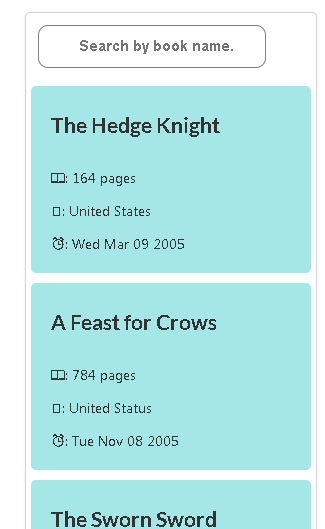 Search by book name.
The Hedge Knight
🕮: 164 pages
▯: United States
⏰: Wed Mar 09 2005
A Feast for Crows
🕮: 784 pages
▯: United Status
⏰: Tue Nov 08 2005
The Sworn Sword